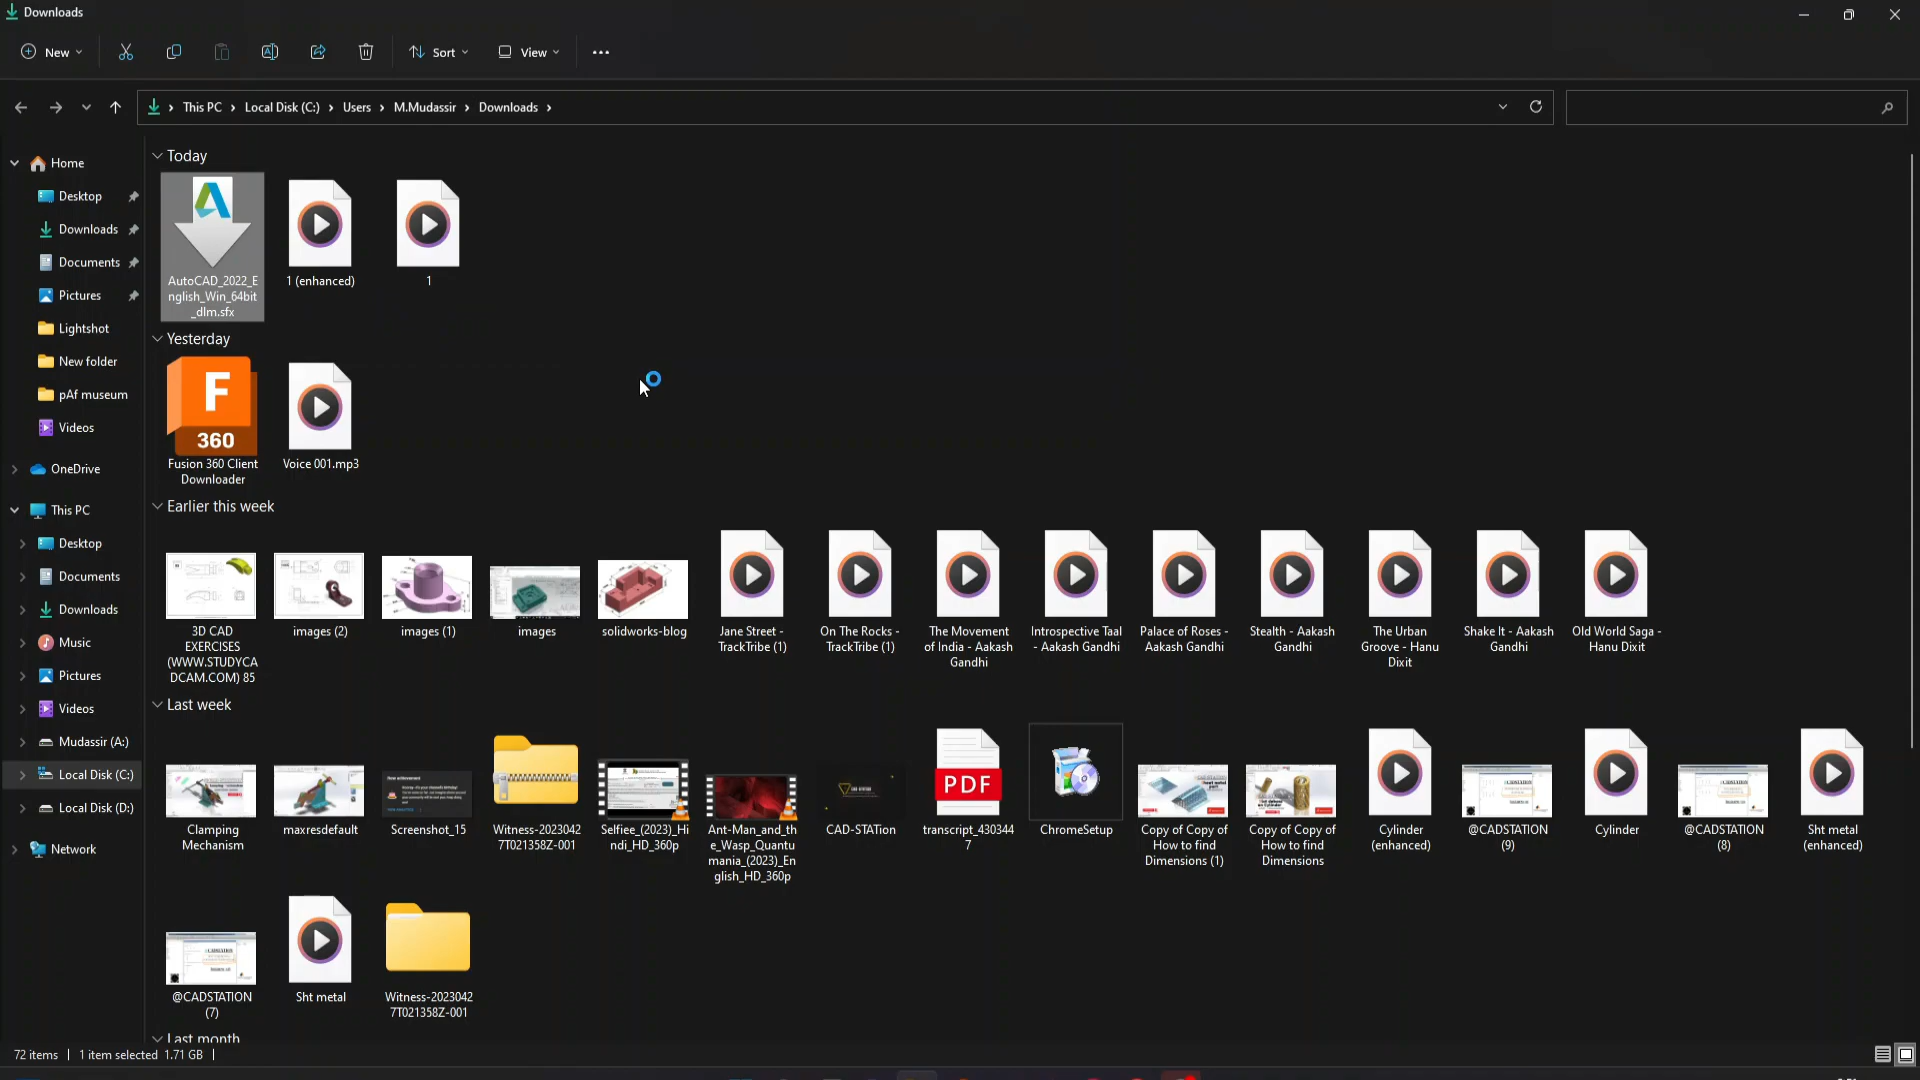 Downloads
New
Sort
View
This PC
Local Disk (C:)
Users
M.Mudassir
Downloads
Home
Desktop
Downloads
Documents
Pictures
Lightshot
New folder
pAf museum
Videos
OneDrive
This PC
Desktop
Documents
Downloads
Music
Pictures
Videos
Mudassir (A:)
Local Disk (C:)
Local Disk (D:)
Network
Today
AutoCAD_2022_E
nglish_Win_64bit
_dlm.sfx
1 (enhanced)
1
Yesterday
F
360
Fusion 360 Client
Downloader
Voice 001.mp3
Earlier this week
3D CAD
EXERCISES
(WWW.STUDYCA
DCAM.COM) 85
images (2)
images (1)
images
solidworks-blog
Jane Street -
TrackTribe (1)
On The Rocks -
TrackTribe (1)
The Movement
of India - Aakash
Gandhi
Introspective Taal
- Aakash Gandhi
Palace of Roses -
Aakash Gandhi
Stealth - Aakash
Gandhi
The Urban
Groove - Hanu
Dixit
Shake It - Aakash
Gandhi
Old World Saga -
Hanu Dixit
Last week
Clamping
Mechanism
maxresdefault
Screenshot_15
Witness-2023042
7T021358Z-001
Selfiee_(2023)_Hi
ndi_HD_360p
Ant-Man_and_th
e_Wasp_Quantu
mania_(2023)_En
glish_HD_360p
CAD-STATion
PDF
transcript_430344
7
ChromeSetup
Copy of Copy of
How to find
Dimensions (1)
Copy of Copy of
How to find
Dimensions
Cylinder
(enhanced)
@CADSTATION
(9)
Cylinder
@CADSTATION
(8)
Sht metal
(enhanced)
@CADSTATION
(7)
Sht metal
Witness-2023042
7T021358Z-001
Last month
72 items
1 item selected 1.71 GB